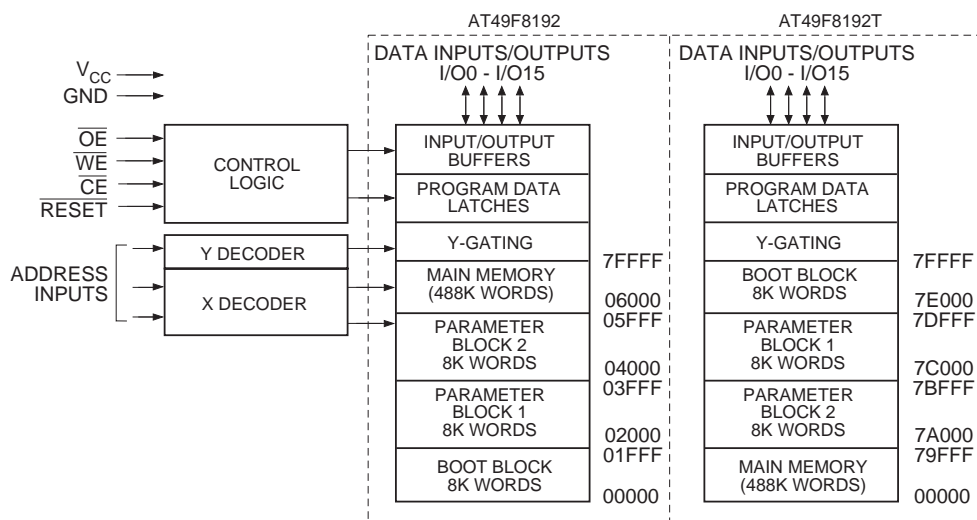 AT49F8192
AT49F8192T
DATA INPUTS/OUTPUTS
I/O0 - I/O15
DATA INPUTS/OUTPUTS
I/O0 - I/O15
VCC
GND
OE
WE
CE
RESET
ADDRESS
INPUTS
CONTROL
LOGIC
Y DECODER
X DECODER
INPUT/OUTPUT
BUFFERS
PROGRAM DATA
LATCHES
Y-GATING
7FFFF
MAIN MEMORY
(488K WORDS)
06000
05FFF
PARAMETER
BLOCK 2
8K WORDS
04000
03FFF
PARAMETER
BLOCK 1
8K WORDS
02000
01FFF
BOOT BLOCK
8K WORDS
00000
INPUT/OUTPUT
BUFFERS
PROGRAM DATA
LATCHES
Y-GATING
7FFFF
BOOT BLOCK
8K WORDS
7E000
7DFFF
PARAMETER
BLOCK 1
8K WORDS
7C000
7BFFF
PARAMETER
BLOCK 2
8K WORDS
7A000
79FFF
MAIN MEMORY
(488K WORDS)
00000